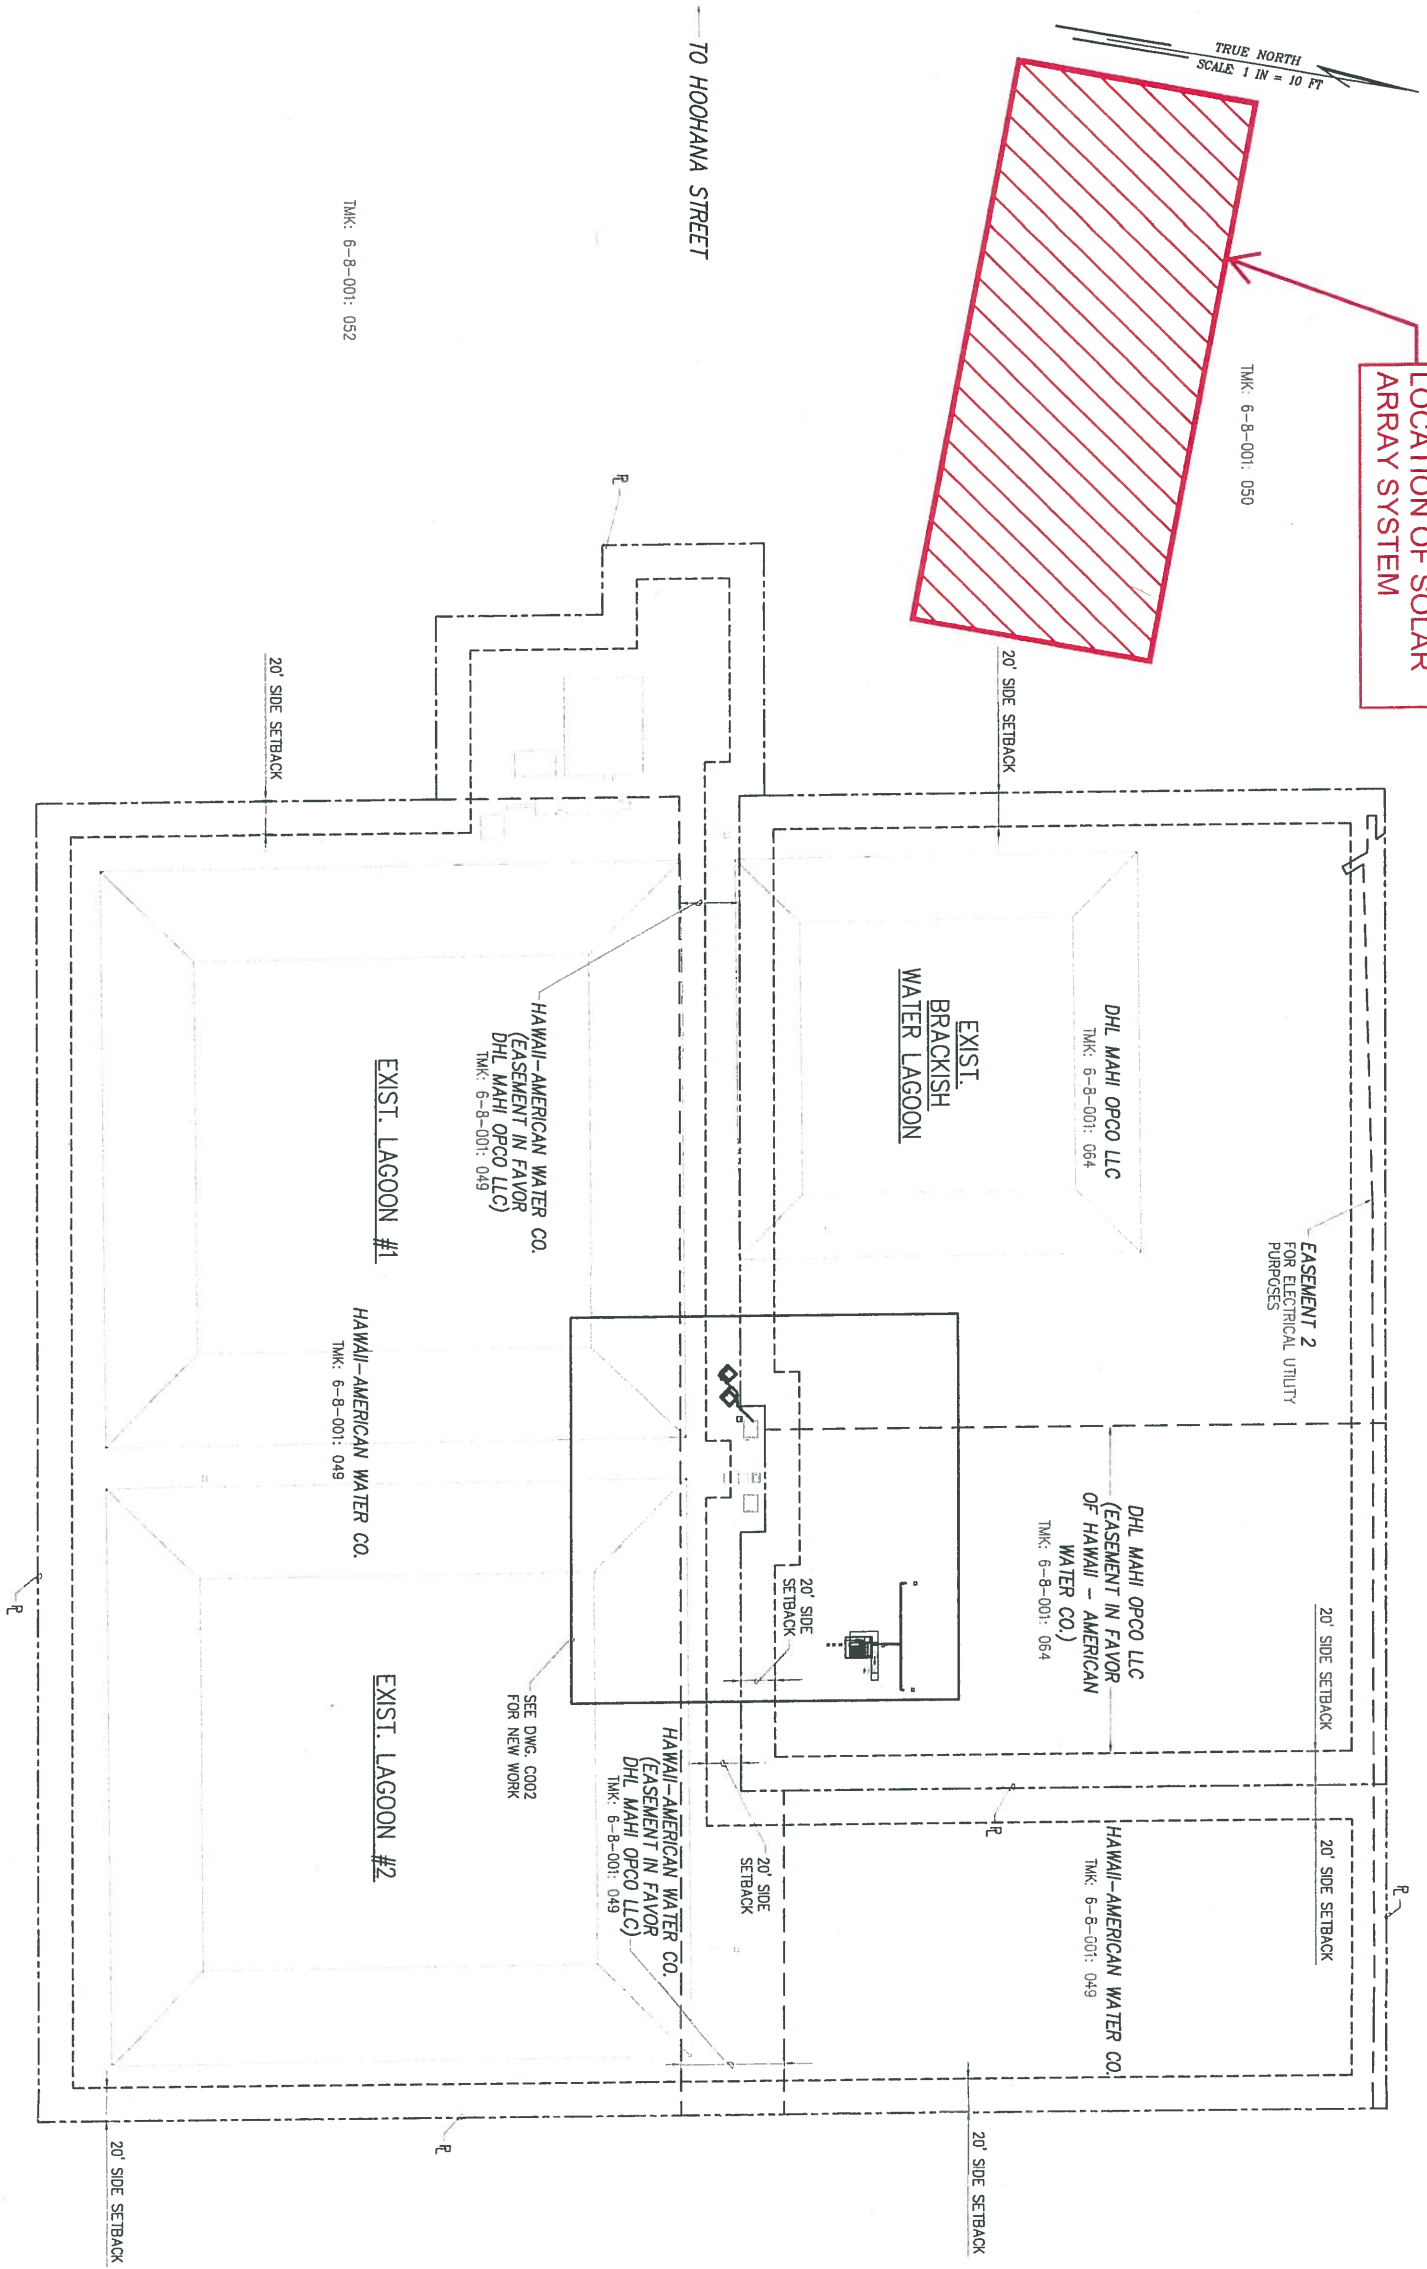 TRUE NORTH
SCALE: 1 IN = 10 FT
LOCATION OF SOLAR
ARRAY SYSTEM
TMK: 6-8-001: 050
TO HOOHANA STREET
TMK: 6-8-001: 052
20' SIDE SETBACK
20' SIDE SETBACK
PL
EASEMENT 2
FOR ELECTRICAL UTILITY
PURPOSES
DHL MAHI OPCO LLC
TMK: 6-8-001: 064
EXIST.
BRACKISH
WATER LAGOON
HAWAII-AMERICAN WATER CO.
(EASEMENT IN FAVOR
DHL MAHI OPCO LLC)
TMK: 6-8-001: 049
EXIST. LAGOON #1
HAWAII-AMERICAN WATER CO.
TMK: 6-8-001: 049
DHL MAHI OPCO LLC
(EASEMENT IN FAVOR
OF HAWAII - AMERICAN
WATER CO.)
TMK: 6-8-001: 064
20' SIDE SETBACK
20' SIDE
SETBACK
SEE DWG. C002
FOR NEW WORK
EXIST. LAGOON #2
HAWAII-AMERICAN WATER CO.
(EASEMENT IN FAVOR
DHL MAHI OPCO LLC)
TMK: 6-8-001: 049
20' SIDE
SETBACK
20' SIDE SETBACK
HAWAII-AMERICAN WATER CO.
TMK: 6-8-001: 049
PL
PL
PL
PL
20' SIDE SETBACK
20' SIDE SETBACK